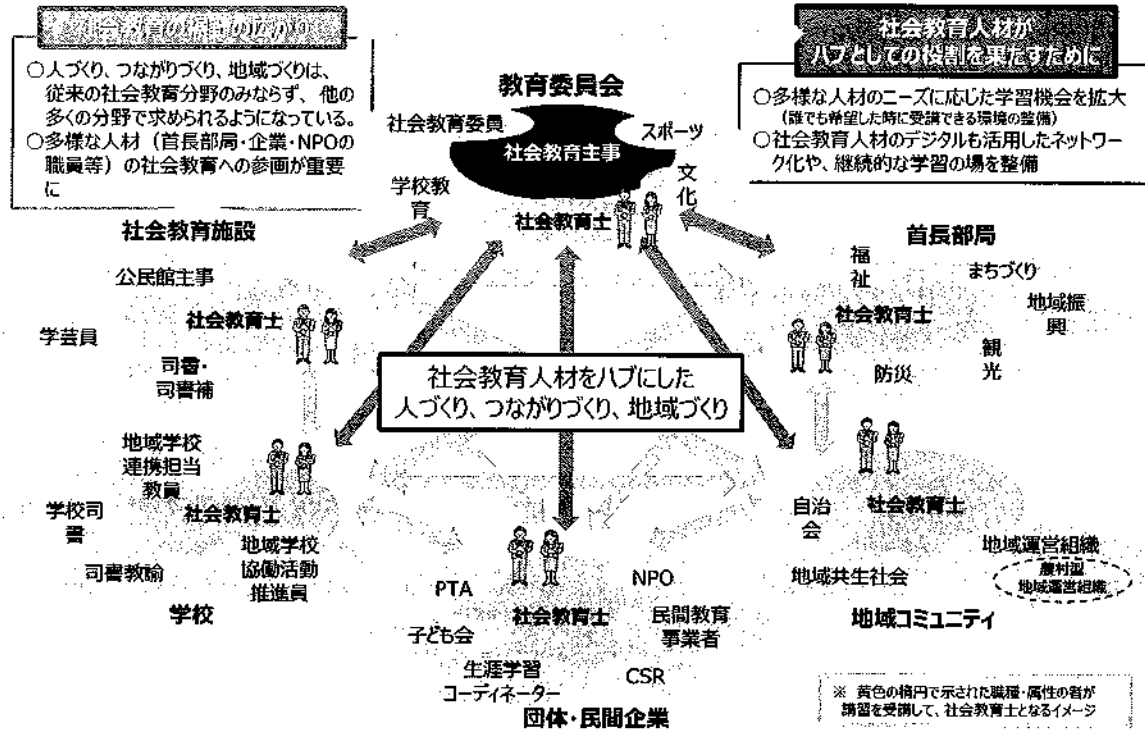 社会教育の裾野の広がり
○人づくり、つながりづくり、地域づくりは、
従来の社会教育分野のみならず、他の
多くの分野で求められるようになっている。
○多様な人材（首長部局・企業・NPOの
職員等）の社会教育への参画が重要
に
社会教育人材が
ハブとしての役割を果たすために
○多様な人材のニーズに応じた学習機会を拡大
（誰でも希望した時に受講できる環境の整備）
○社会教育人材のデジタルも活用したネットワー
ク化や、継続的な学習の場を整備
教育委員会
社会教育委員
スポーツ
社会教育主事
学校教
育
文
化
社会教育士
社会教育施設
公民館主事
学芸員
社会教育士
司書・
司書補
首長部局
福
祉
まちづくり
社会教育士
地域振
興
観
光
防災
社会教育人材をハブにした
人づくり、つながりづくり、地域づくり
地域学校
連携担当
教員
社会教育士
学校司
書
司書教諭
地域学校
協働活動
推進員
学校
PTA
NPO
社会教育士
子ども会
民間教育
事業者
生涯学習
コーディネーター
CSR
団体・民間企業
自治
会
社会教育士
地域運営組織
農村型
地域運営組織
地域共生社会
地域コミュニティ
※ 黄色の楕円で示された職種・属性の者が
講習を受講して、社会教育士となるイメージ